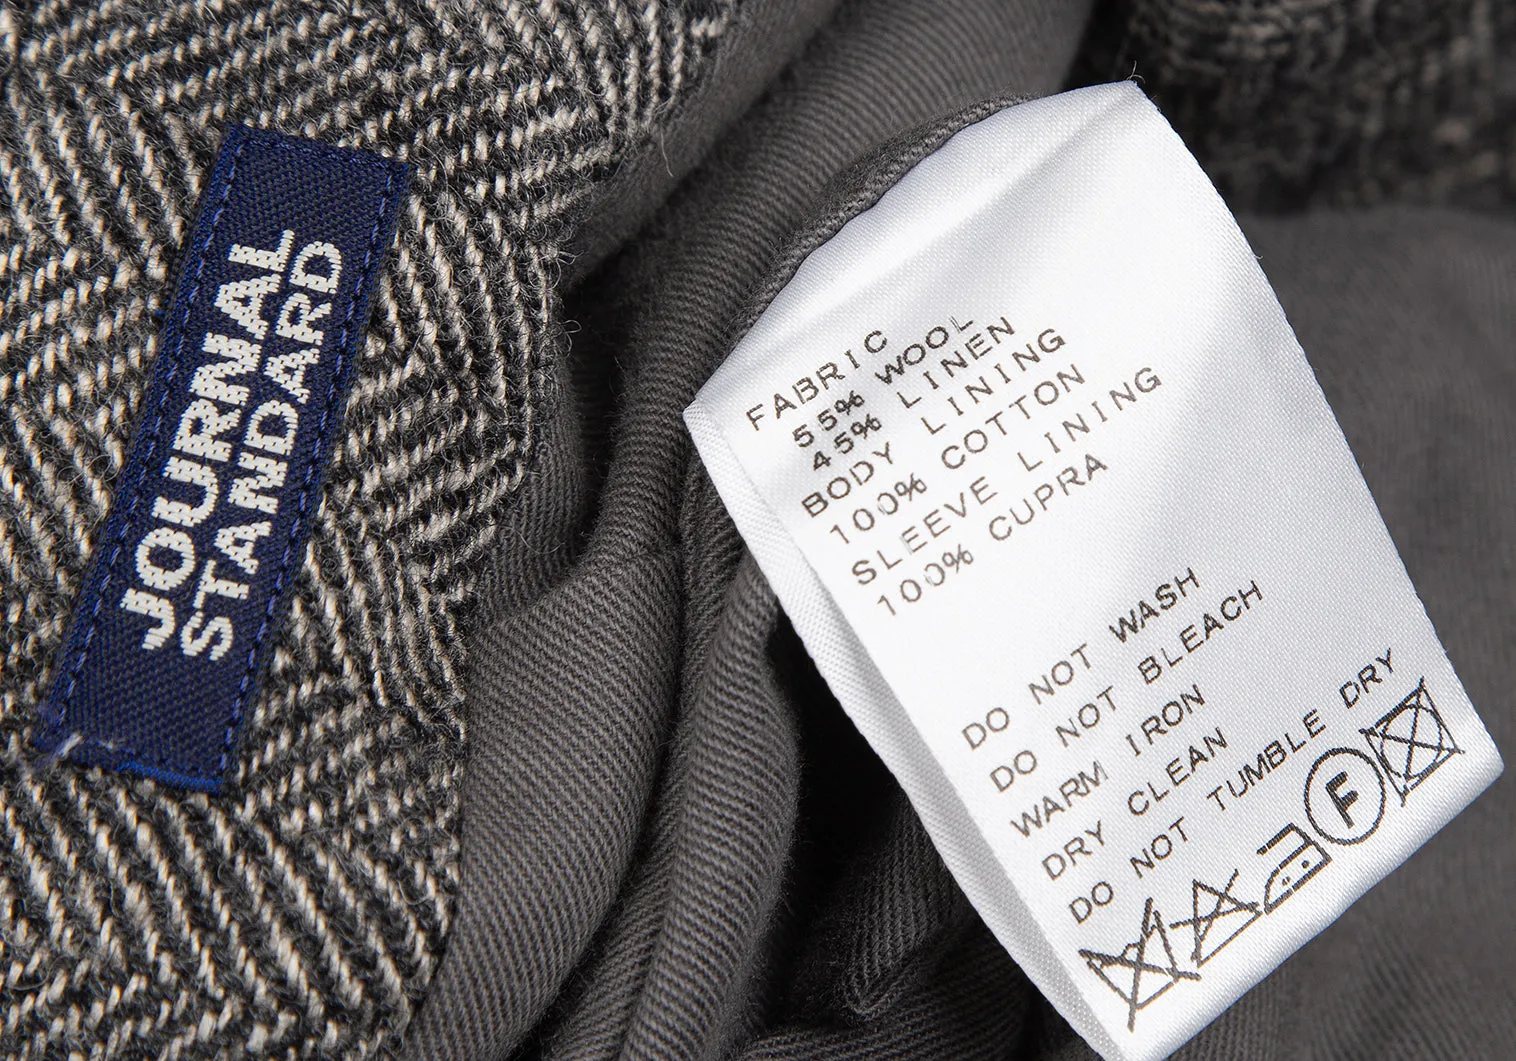 JOURNAL
STANDARD
FABRIC
55% WOOL
45% LINEN
BODY LINING
100% COTTON
SLEEVE LINING
100% CUPRA
DO NOT WASH
DO NOT BLEACH
WARM IRON
DRY CLEAN
DO NOT TUMBLE DRY
F